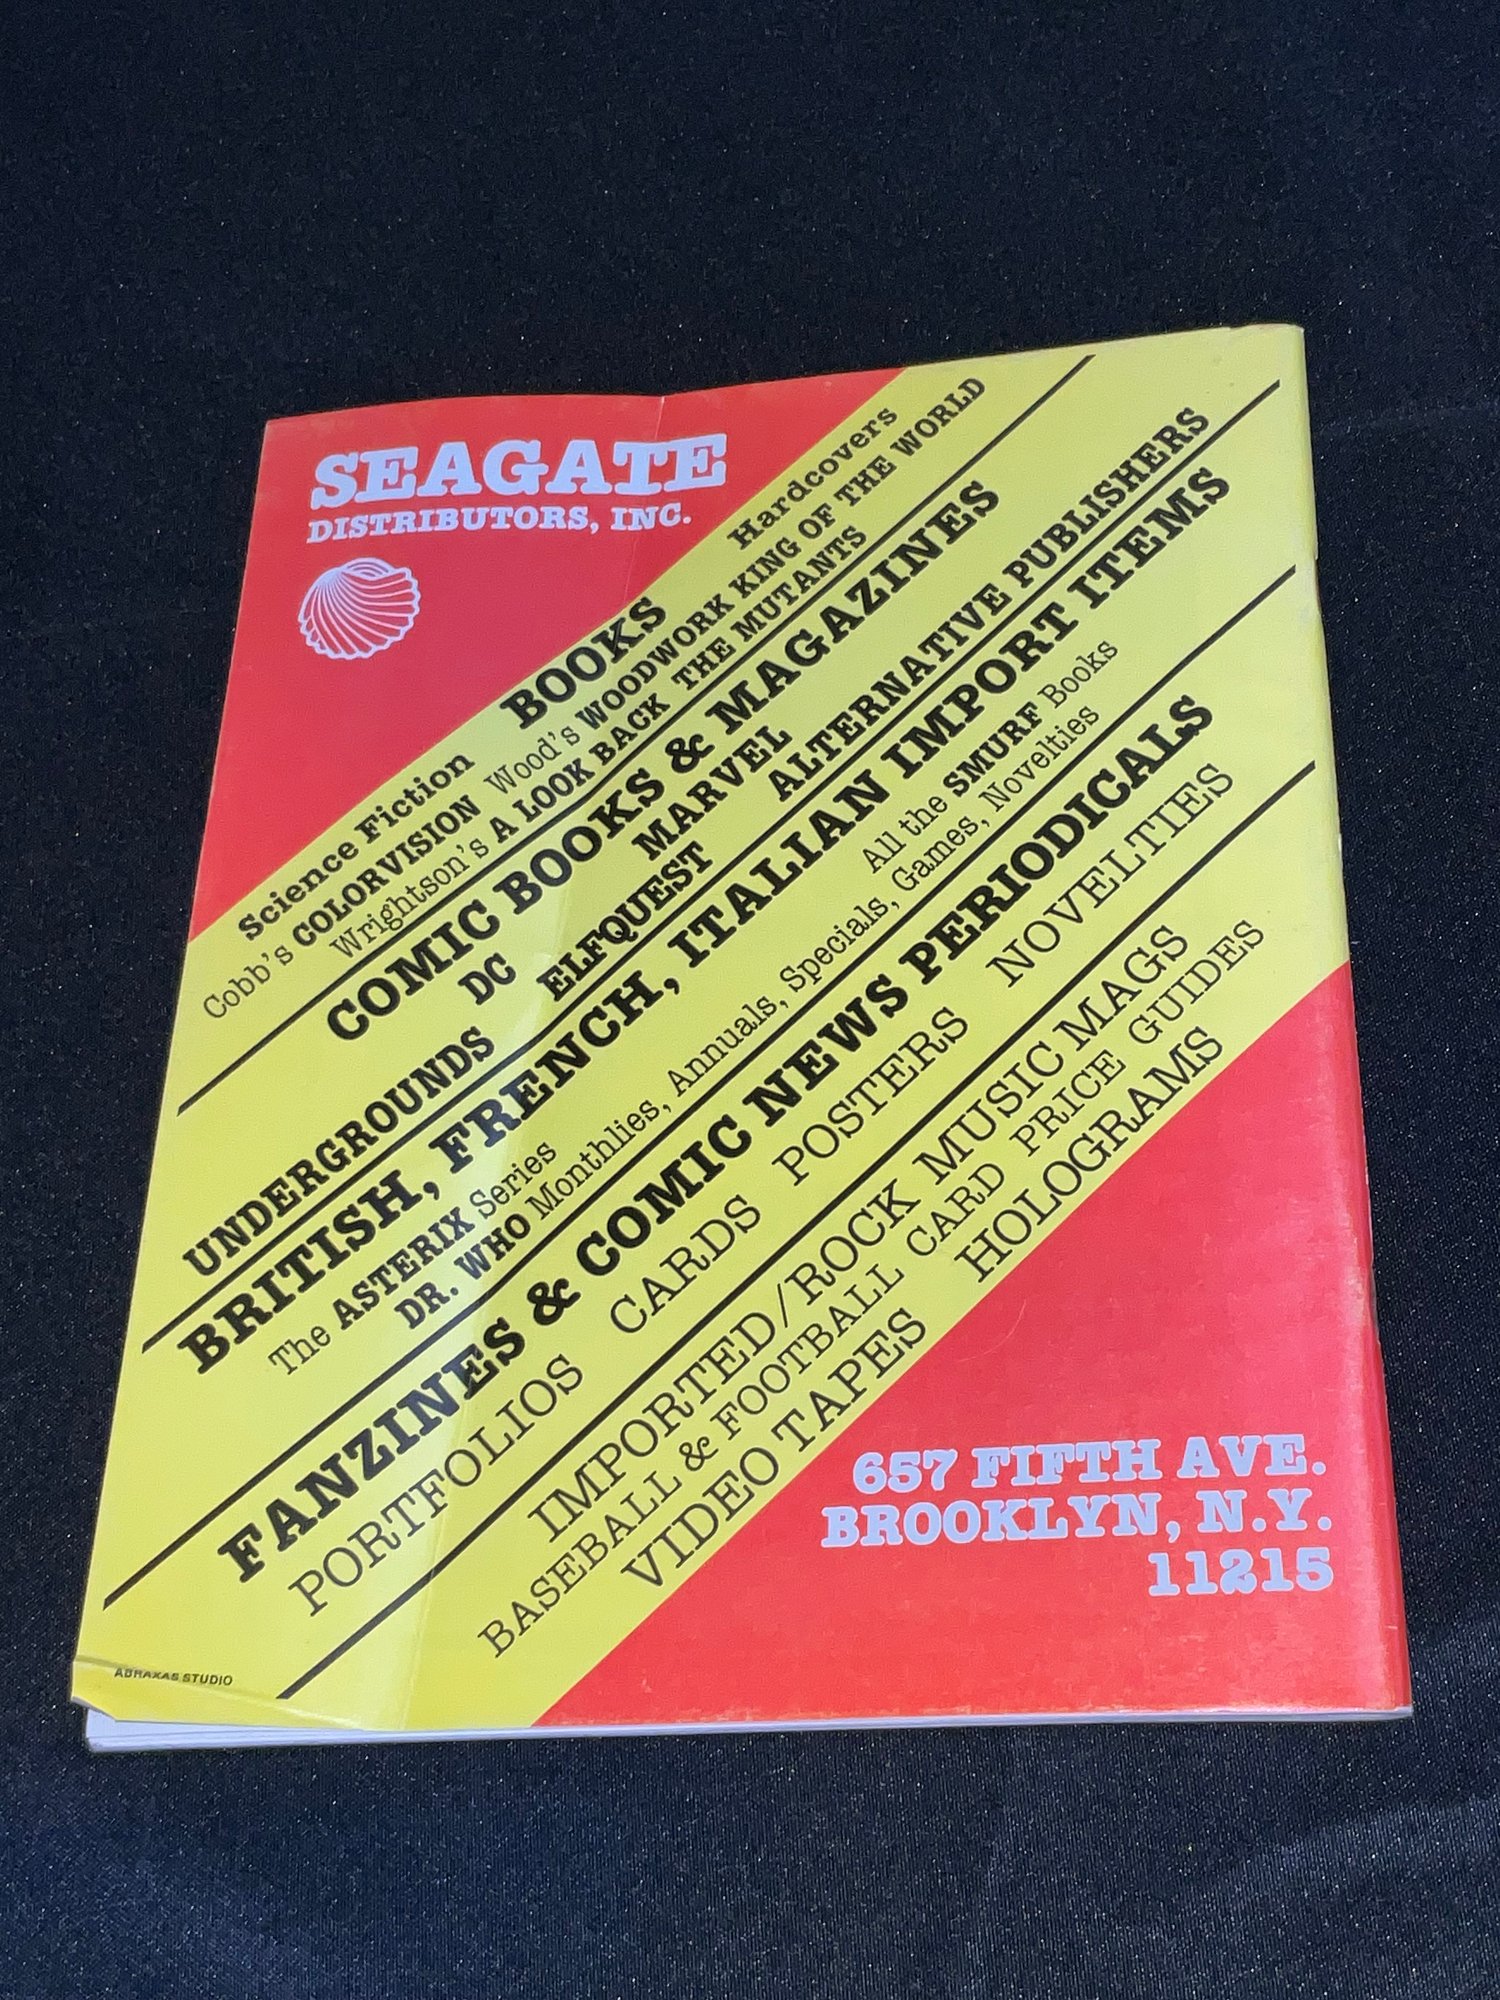 SEAGATE
DISTRIBUTORS, INC.
Science Fiction BOOKS Hardcovers
Cobb's COLORVISION Wood's WOODWORK KING OF THE WORLD
Wrightson's A LOOK BACK THE MUTANTS
COMIC BOOKS & MAGAZINES
DC MARVEL
UNDERGROUNDS ELFQUEST ALTERNATIVE PUBLISHERS
BRITISH, FRENCH, ITALIAN IMPORT ITEMS
The ASTERIX Series All the SMURF Books
DR. WHO Monthlies, Annuals, Specials, Games, Novelties
FANZINES & COMIC NEWS PERIODICALS
PORTFOLIOS CARDS POSTERS NOVELTIES
IMPORTED/ROCK MUSIC MAGS
BASEBALL & FOOTBALL CARD PRICE GUIDES
VIDEO TAPES HOLOGRAMS
657 FIFTH AVE.
BROOKLYN, N.Y.
11215
ABRAXAS STUDIO